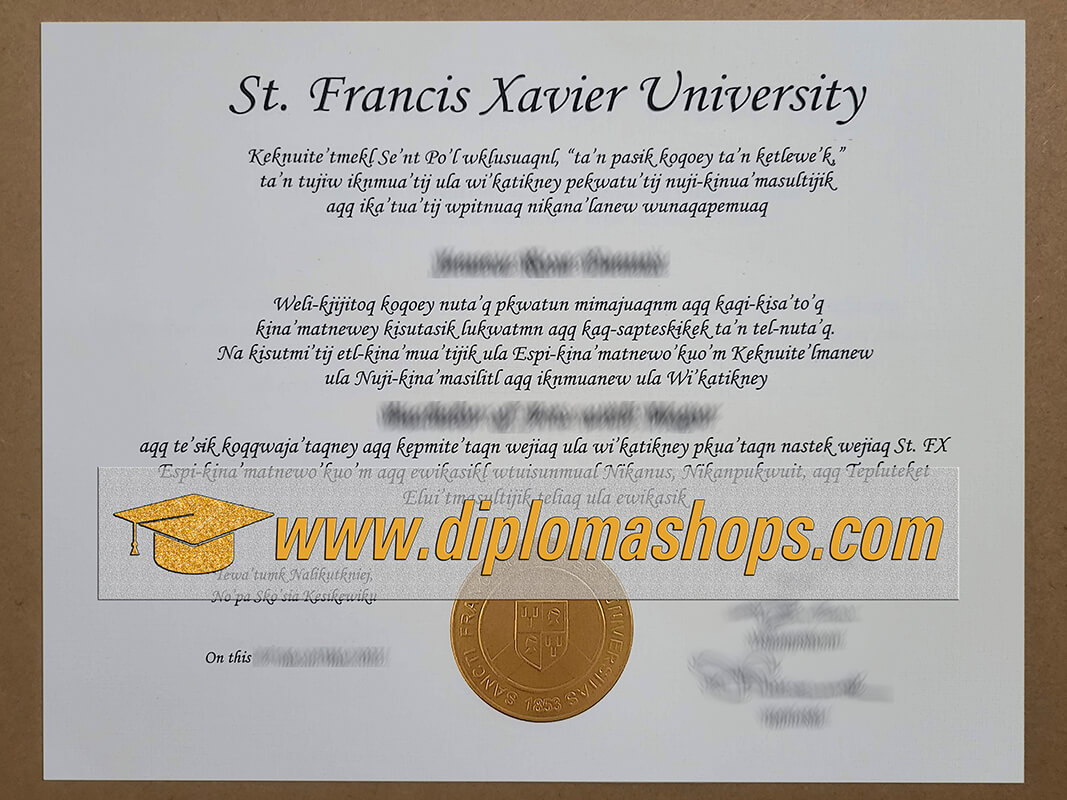 St. Francis Xavier University
Keknuite'tmekl Se'nt Po'l wklusuaqnl, "ta'n pasik koqoey ta'n ketlewe'k,"
ta'n tujiw iknmua'tij ula wi'katikney pekwatu'tij nuji-kinua'masultijik
aqq ika'tua'tij wpitnuaq nikana'lanew wunaqapemuaq
Weli-kjijitoq koqoey nuta'q pkwatun mimajuaqnm aqq kaqi-kisa'to'q
kina'matnewey kisutasik lukwatmn aqq kaq-sapteskikek ta'n tel-nuta'q.
Na kisutmi'tij etl-kina'mua'tijik ula Espi-kina'matnewo'kuo'm Keknuite'lmanew
ula Nuji-kina'masilitl aqq iknmuanew ula Wi'katikney
aqq te'sik koqqwaja'taqney aqq kepmite'taqn wejiaq ula wi'katikney pkua'taqn nastek wejiaq St. FX
Espi-kina'matnewo'kuo'm aqq ewikasikl wtuisunmual Nikanus, Nikanpukwuit, aqq Tepluteket
Elui'tmasultijik teliaq ula ewikasik
www.diplomashops.com
Tewa'tumk Nalikutkniej,
No'pa Sko'sia Kesikewiku
On this
SANCTI FRA UNIVERSITAS
1853